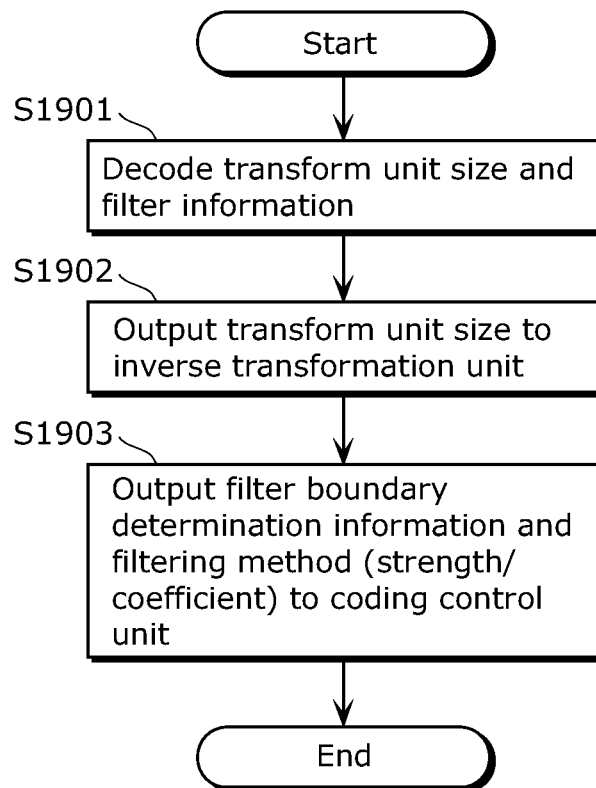 Start
S1901
Decode transform unit size and
filter information
S1902
Output transform unit size to
inverse transformation unit
S1903
Output filter boundary
determination information and
filtering method (strength/
coefficient) to coding control
unit
End